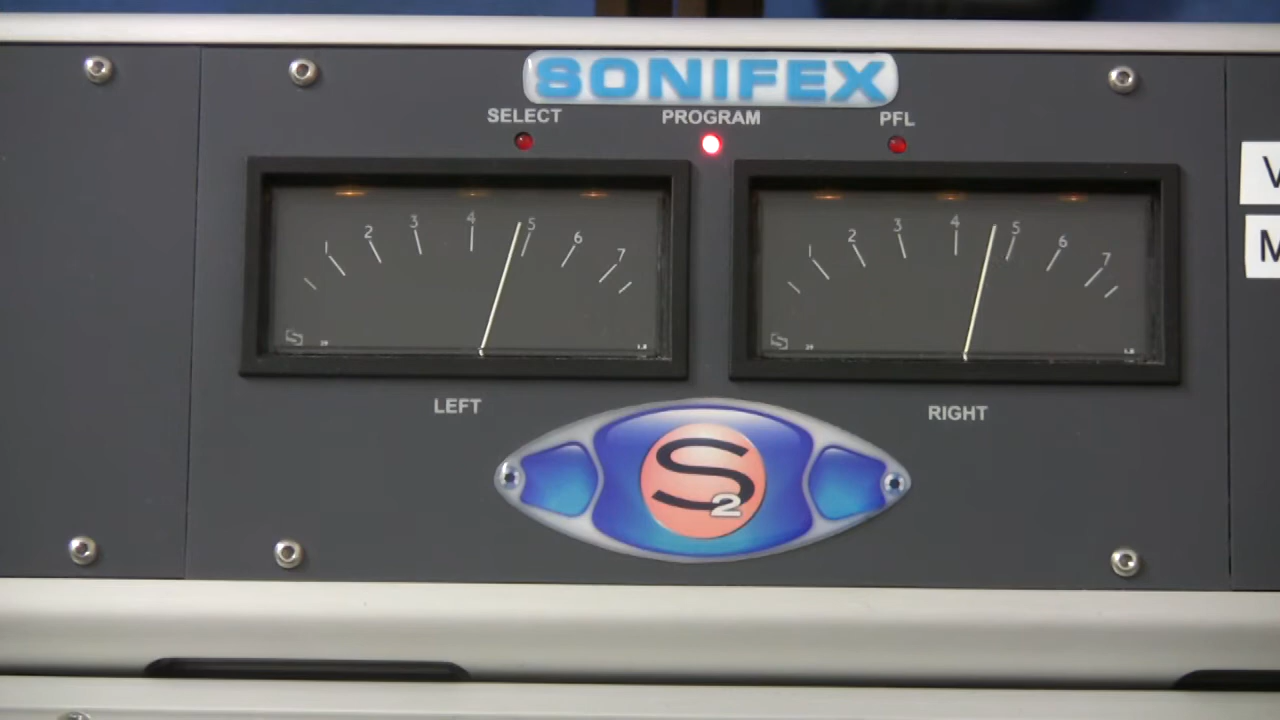 SONIFEX
SELECT PROGRAM PFL
1 2 3 4 5 6 7
1 2 3 4 5 6 7
LEFT
RIGHT
S2